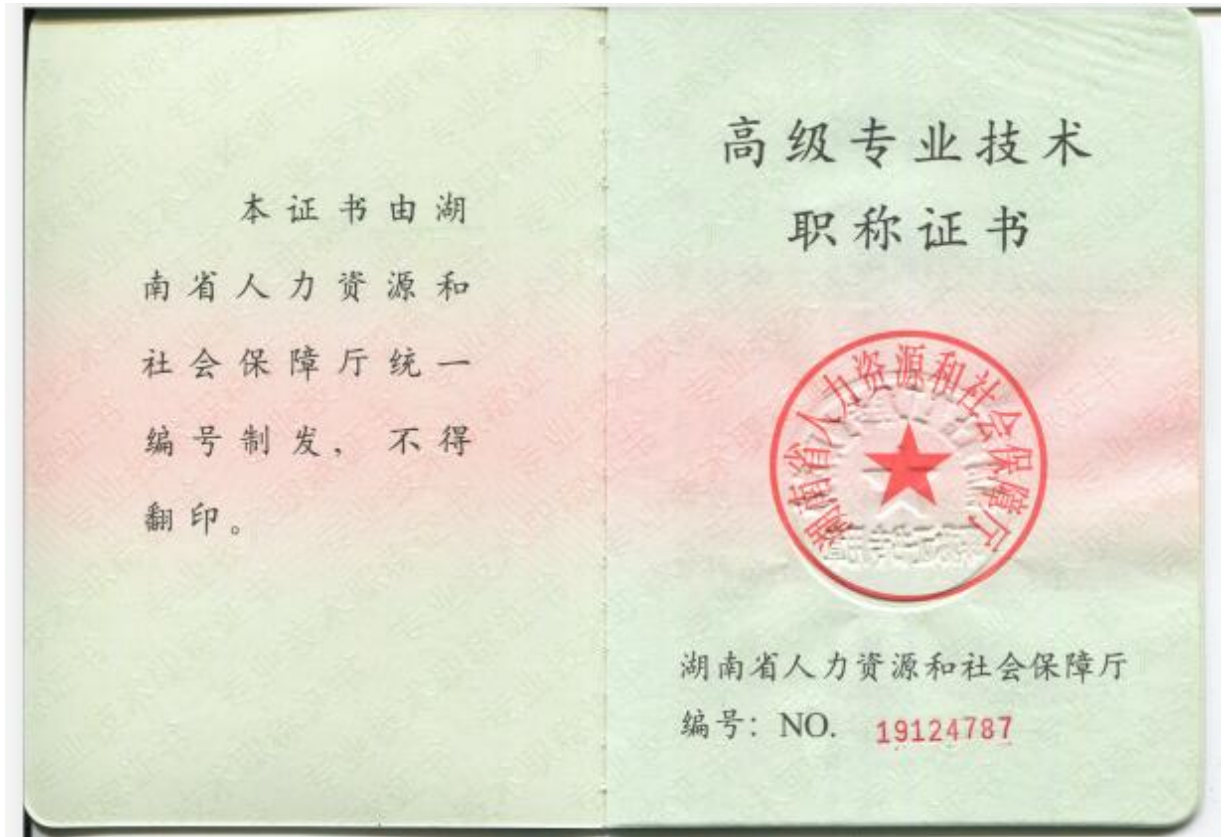 本证书由湖
南省人力资源和
社会保障厅统一
编号制发，不得
翻印。
高级专业技术
职称证书
湖南省人力资源和社会保障厅
湖南省人力资源和社会保障厅
编号：NO. 19124787